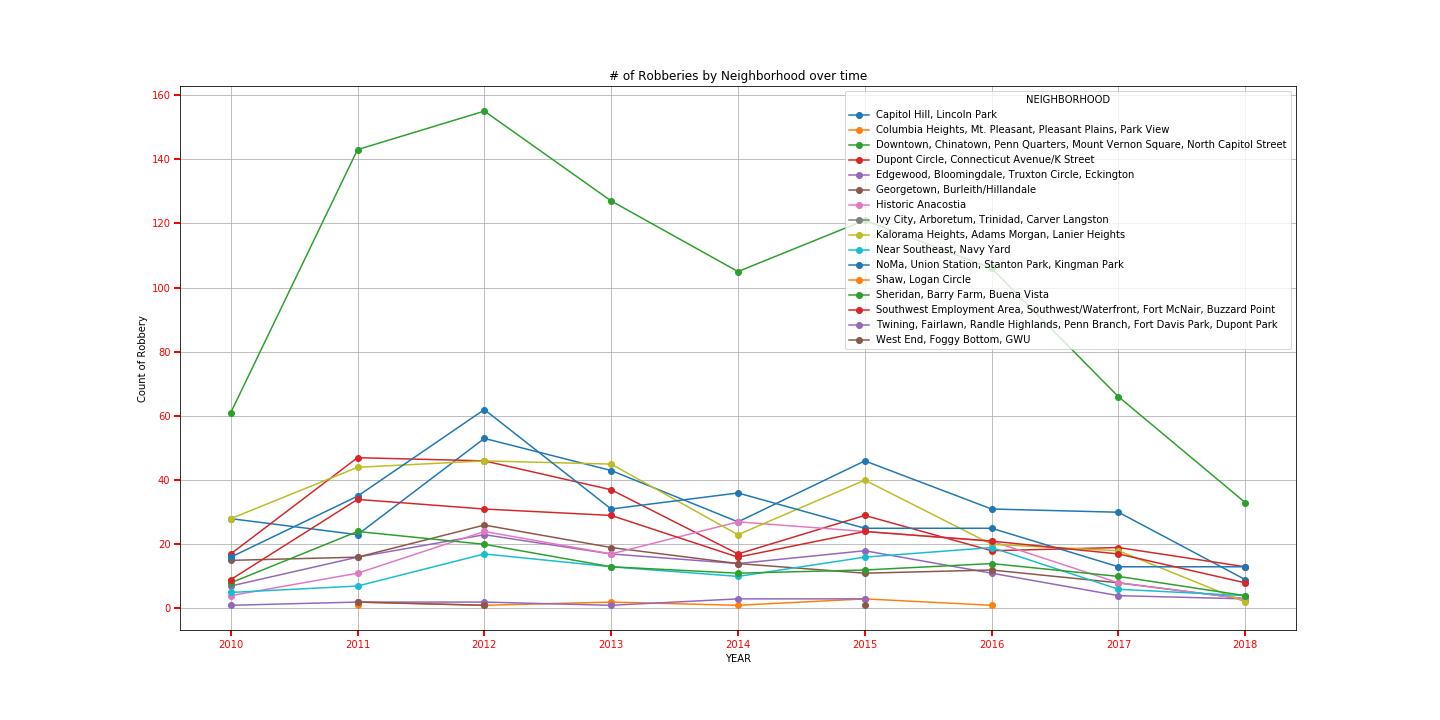 # of Robberies by Neighborhood over time
160
140
120
100
80
60
40
20
0
Count of Robbery
NEIGHBORHOOD
Capitol Hill, Lincoln Park
Columbia Heights, Mt. Pleasant, Pleasant Plains, Park View
Downtown, Chinatown, Penn Quarters, Mount Vernon Square, North Capitol Street
Dupont Circle, Connecticut Avenue/K Street
Edgewood, Bloomingdale, Truxton Circle, Eckington
Georgetown, Burleith/Hillandale
Historic Anacostia
Ivy City, Arboretum, Trinidad, Carver Langston
Kalorama Heights, Adams Morgan, Lanier Heights
Near Southeast, Navy Yard
NoMa, Union Station, Stanton Park, Kingman Park
Shaw, Logan Circle
Sheridan, Barry Farm, Buena Vista
Southwest Employment Area, Southwest/Waterfront, Fort McNair, Buzzard Point
Twining, Fairlawn, Randle Highlands, Penn Branch, Fort Davis Park, Dupont Park
West End, Foggy Bottom, GWU
2010 2011 2012 2013 2014 2015 2016 2017 2018
YEAR